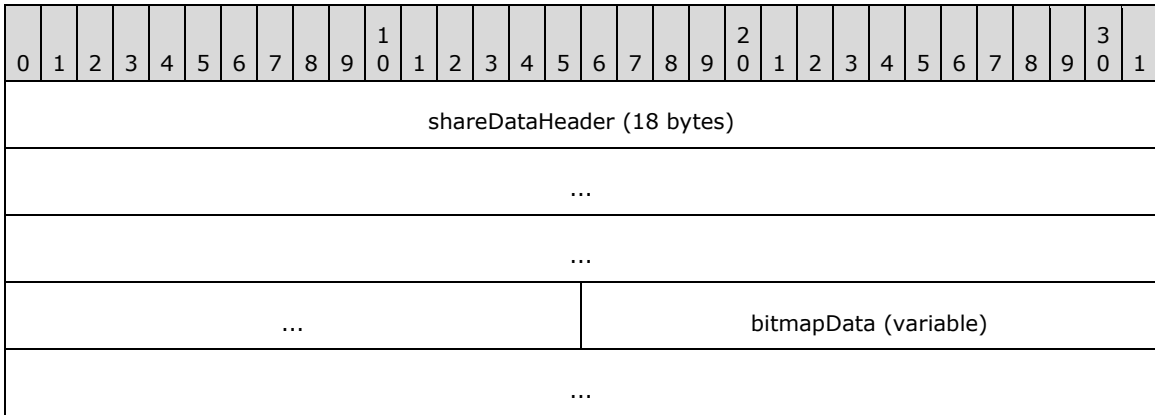 1 2 3
0 1 2 3 4 5 6 7 8 9 0 1 2 3 4 5 6 7 8 9 0 1 2 3 4 5 6 7 8 9 0 1
shareDataHeader (18 bytes)
...
...
... bitmapData (variable)
...